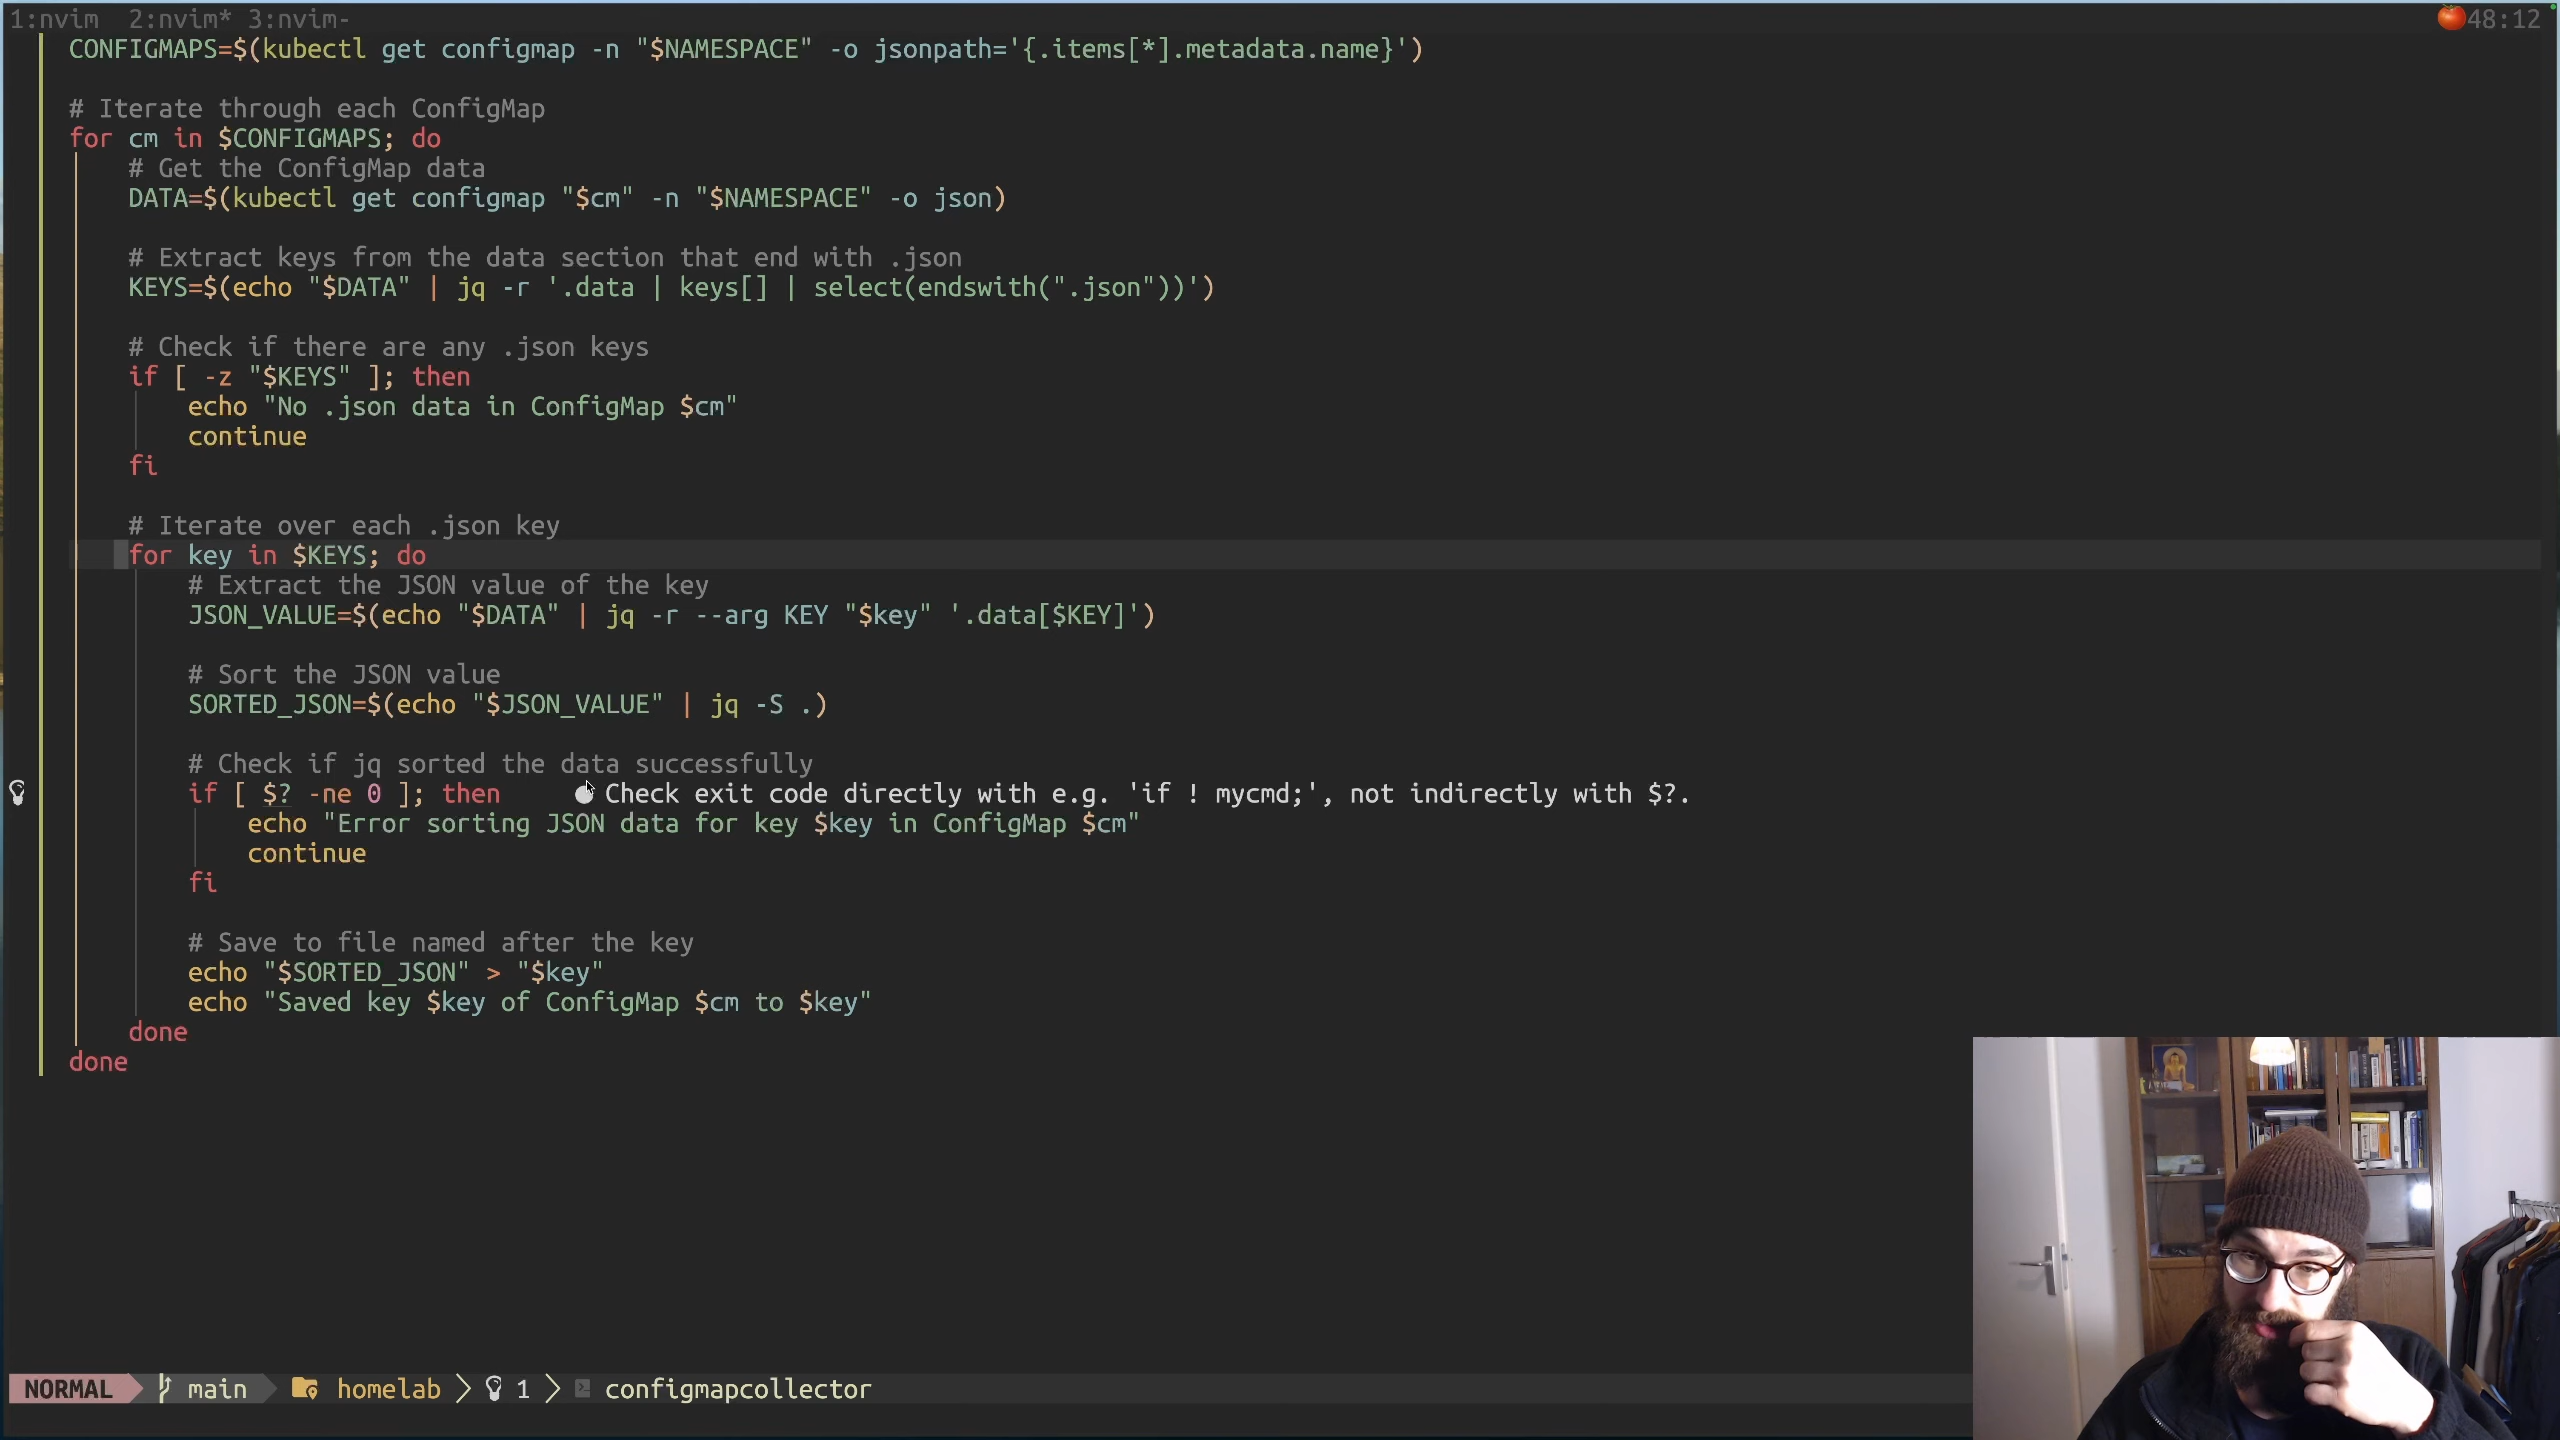 1:nvim  2:nvim* 3:nvim-
48:12
CONFIGMAPS=$(kubectl get configmap -n "$NAMESPACE" -o jsonpath='{.items[*].metadata.name}')
# Iterate through each ConfigMap
for cm in $CONFIGMAPS; do
# Get the ConfigMap data
DATA=$(kubectl get configmap "$cm" -n "$NAMESPACE" -o json)
# Extract keys from the data section that end with .json
KEYS=$(echo "$DATA" | jq -r '.data | keys[] | select(endswith(".json"))')
# Check if there are any .json keys
if [ -z "$KEYS" ]; then
echo "No .json data in ConfigMap $cm"
continue
fi
# Iterate over each .json key
for key in $KEYS; do
# Extract the JSON value of the key
JSON_VALUE=$(echo "$DATA" | jq -r --arg KEY "$key" '.data[$KEY]')
# Sort the JSON value
SORTED_JSON=$(echo "$JSON_VALUE" | jq -S .)
# Check if jq sorted the data successfully
if [ $? -ne 0 ]; then Check exit code directly with e.g. 'if ! mycmd;', not indirectly with $?.
echo "Error sorting JSON data for key $key in ConfigMap $cm"
continue
fi
# Save to file named after the key
echo "$SORTED_JSON" > "$key"
echo "Saved key $key of ConfigMap $cm to $key"
done
done
NORMAL main homelab 1 configmapcollector